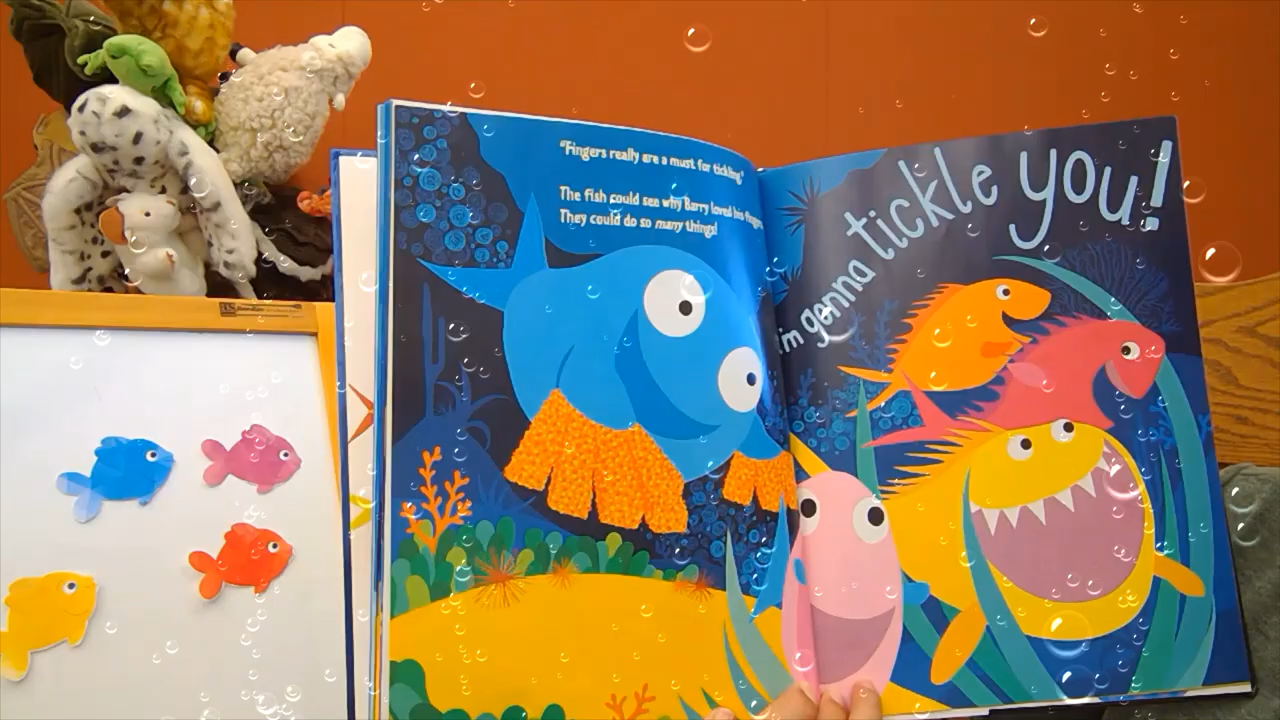 "Fingers really are a must for tickling."
The fish could see why Barry loved his fingers.
They could do so many things!
I'm gonna tickle you!